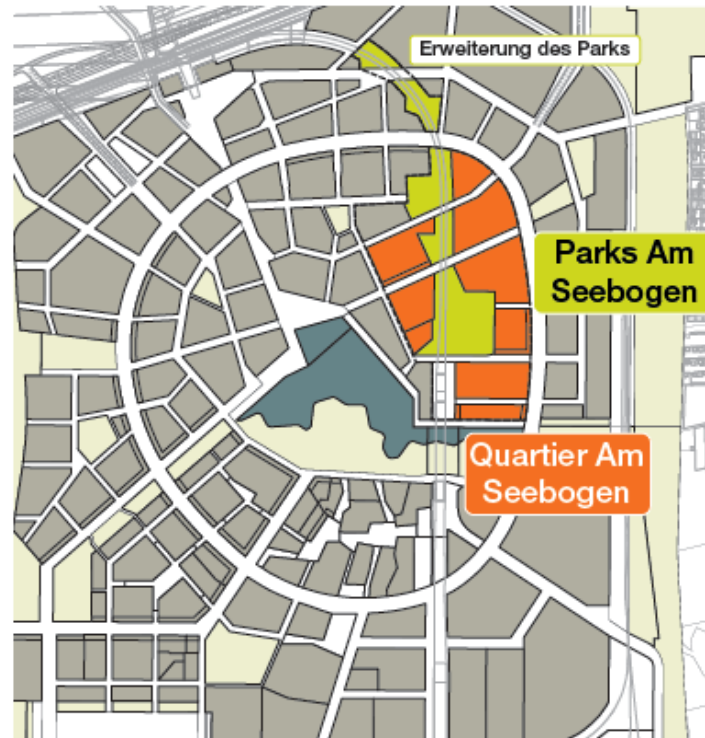 Erweiterung des Parks
Parks Am
Seebogen
Quartier Am
Seebogen